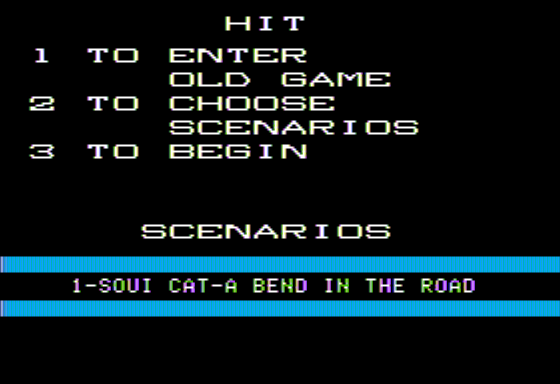 HIT
1 TO ENTER
OLD GAME
2 TO CHOOSE
SCENARIOS
3 TO BEGIN
SCENARIOS
1-SOUI CAT-A BEND IN THE ROAD